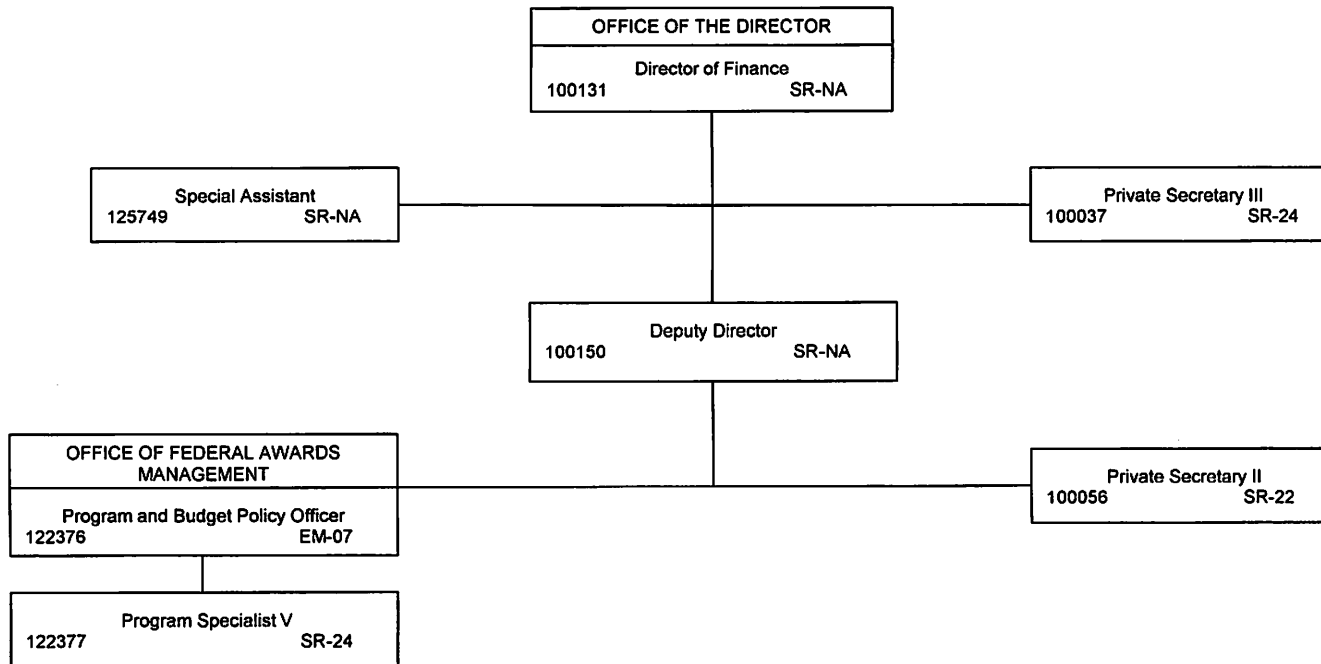 OFFICE OF THE DIRECTOR
Director of Finance
100131 SR-NA
Special Assistant
125749 SR-NA
Private Secretary III
100037 SR-24
Deputy Director
100150 SR-NA
OFFICE OF FEDERAL AWARDS
MANAGEMENT
Program and Budget Policy Officer
122376 EM-07
Private Secretary II
100056 SR-22
Program Specialist V
122377 SR-24